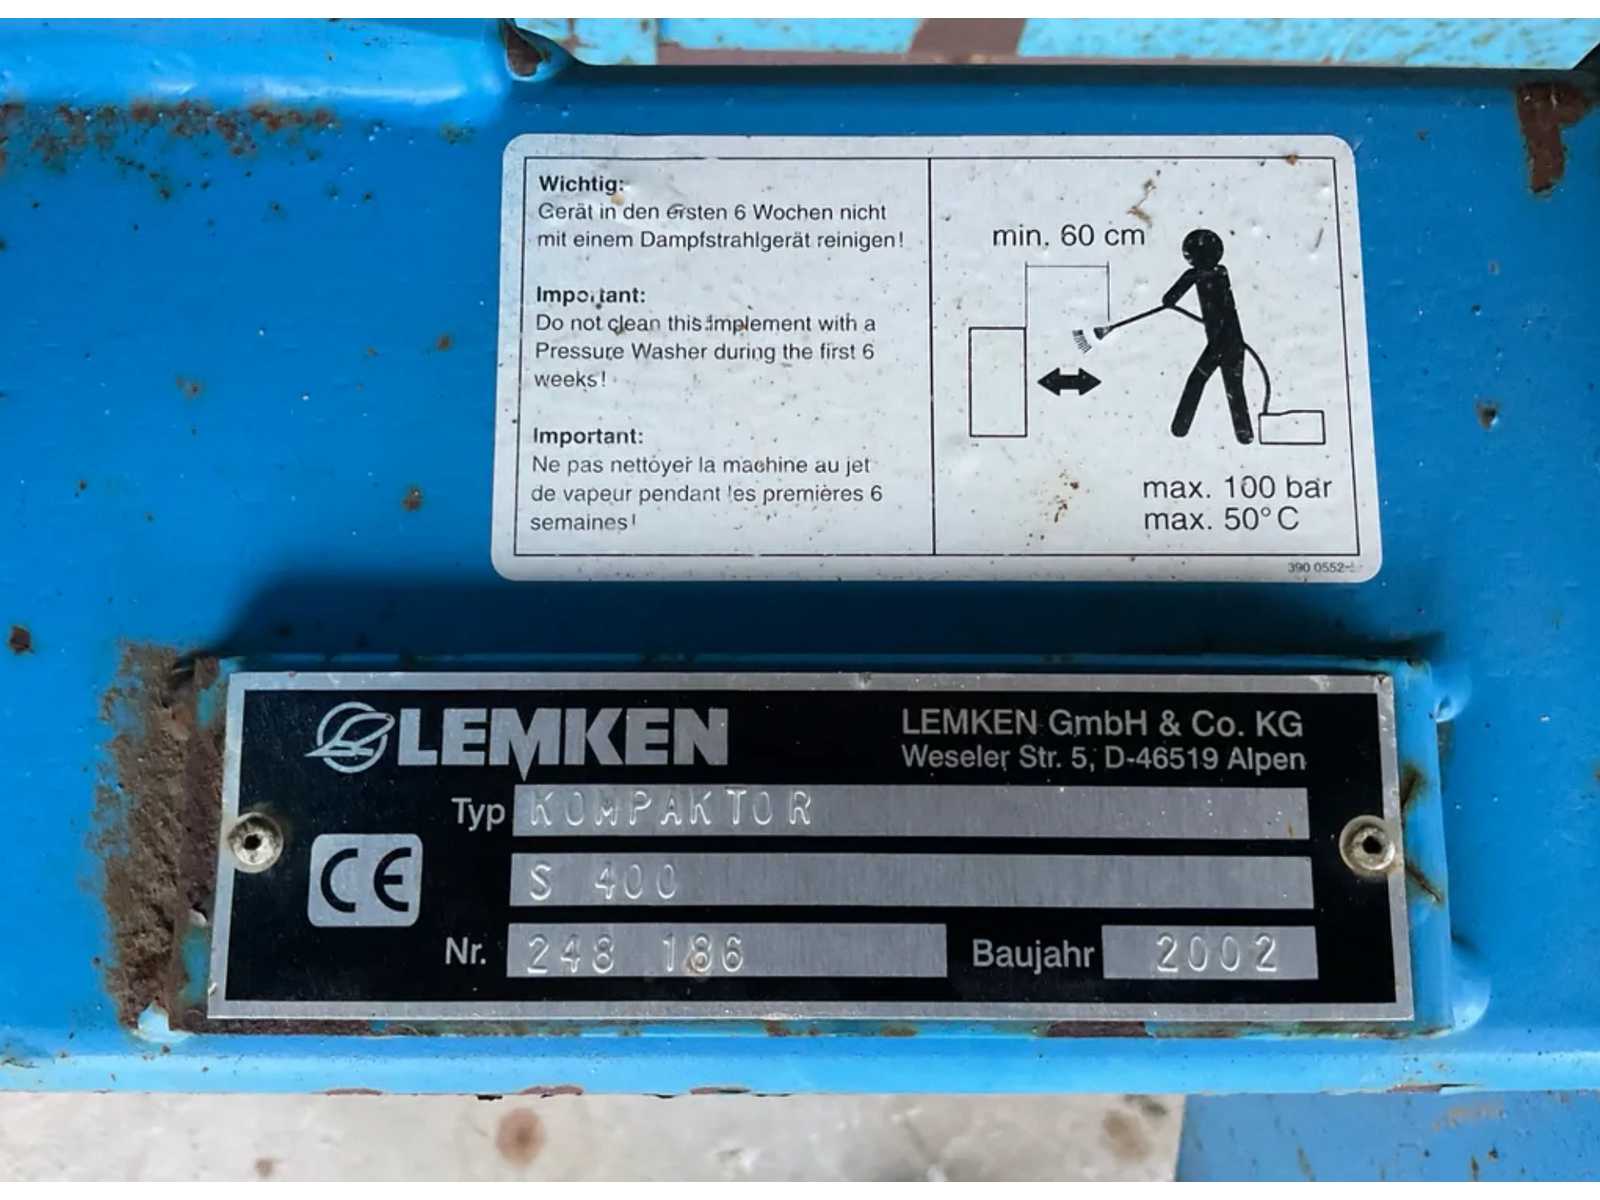 Wichtig:
Gerät in den ersten 6 Wochen nicht
mit einem Dampfstrahlgerät reinigen!
Important:
Do not clean this implement with a
Pressure Washer during the first 6
weeks!
Important:
Ne pas nettoyer la machine au jet
de vapeur pendant les premières 6
semaines!
min. 60 cm
max. 100 bar
max. 50° C
390 0552
LEMKEN
LEMKEN GmbH & Co. KG
Weseler Str. 5, D-46519 Alpen
Typ KOMPAKTOR
S 400
CE
Nr. 248 186 Baujahr 2002